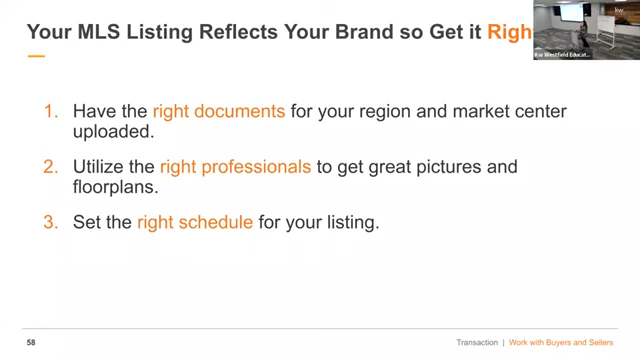 Your MLS Listing Reflects Your Brand so Get it Righ
kw
Kw Westfield Educat...
1. Have the right documents for your region and market center
uploaded.
2. Utilize the right professionals to get great pictures and
floorplans.
3. Set the right schedule for your listing.
58
Transaction | Work with Buyers and Sellers